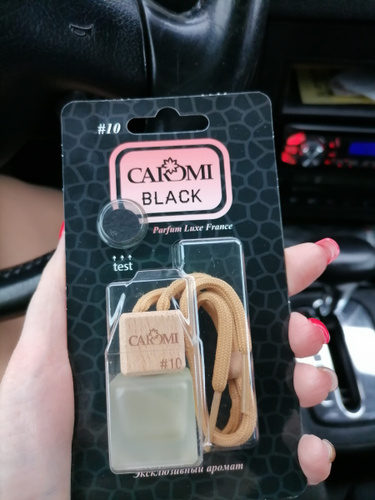 #10
CAROMI
BLACK
Parfum Luxe France
test
CAROMI
#10
Эксклюзивный аромат